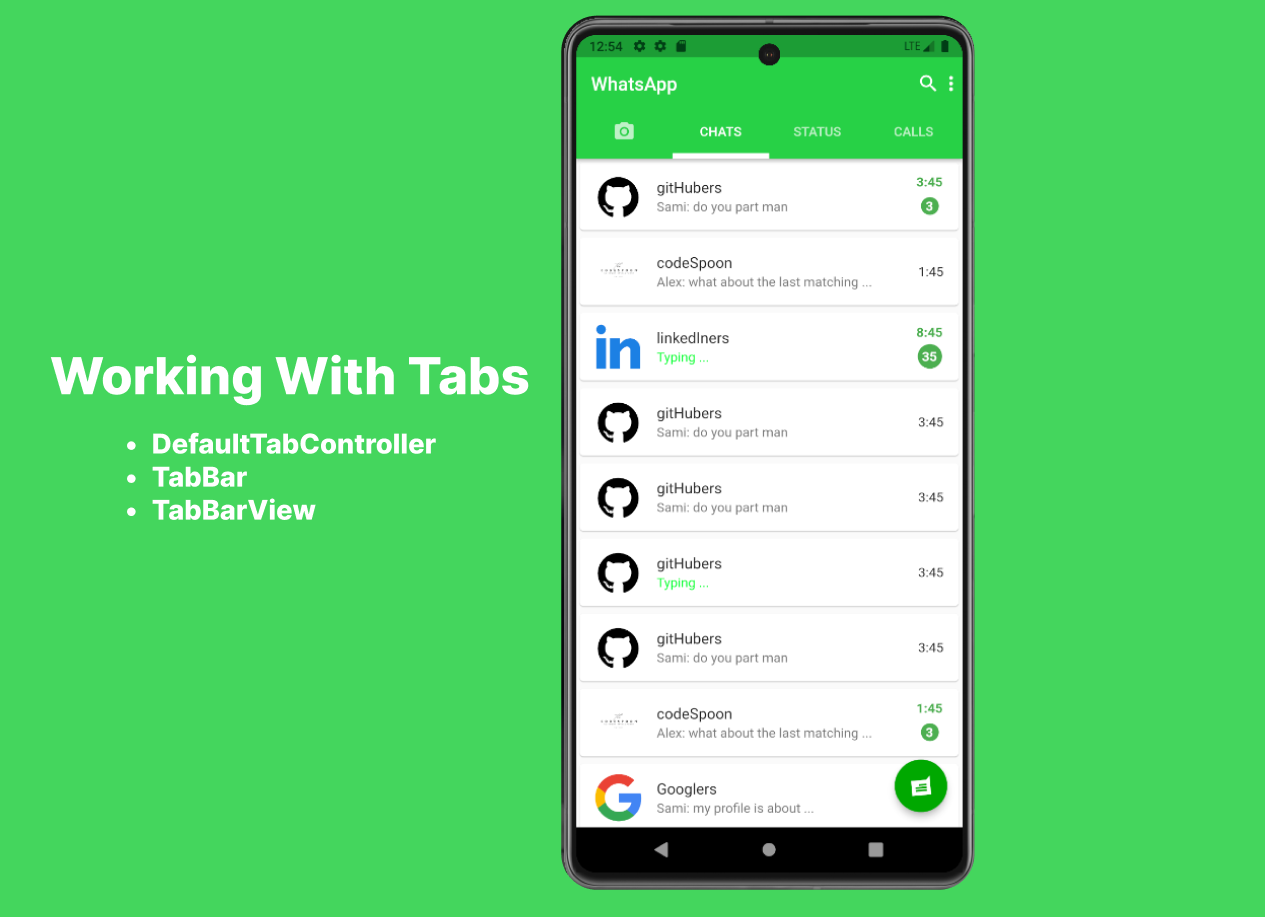 Working With Tabs
• DefaultTabController
• TabBar
• TabBarView
12:54
LTE
WhatsApp
CHATS STATUS CALLS
gitHubers 3:45
Sami: do you part man 3
codeSpoon
Alex: what about the last matching ... 1:45
linkedIners 8:45
Typing ... 35
gitHubers
Sami: do you part man 3:45
gitHubers
Sami: do you part man 3:45
gitHubers
Typing ... 3:45
gitHubers
Sami: do you part man 3:45
codeSpoon 1:45
Alex: what about the last matching ... 3
Googlers
Sami: my profile is about ...